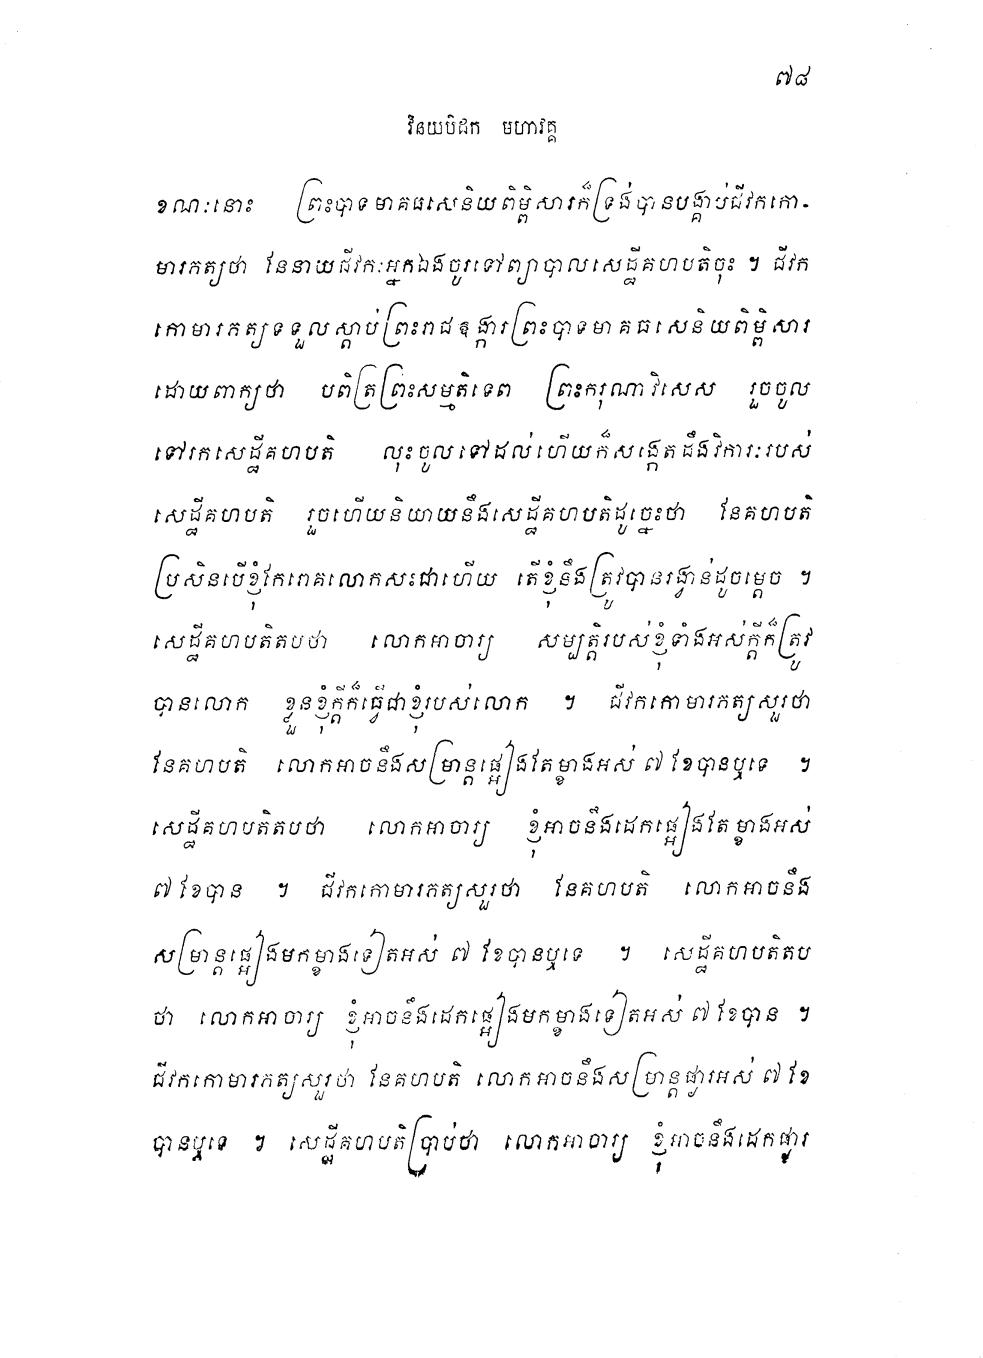 ៧៨
វិនយបិដក មហាវគ្គ
ខណៈនោះ ព្រះបាទមាគធសេនិយពិម្ពិសារក៏ទ្រង់បានបង្គាប់ជីវកកោ-
មារភត្យថា នែនាយជីវកៈអ្នកឯងចូរទៅព្យាបាលសេដ្ឋីគហបតិចុះ ។ ជីវក
កោមារភត្យទទួលស្តាប់ព្រះរាជឱង្ការព្រះបាទមាគធសេនិយពិម្ពិសារ
ដោយពាក្យថា បពិត្រព្រះសម្មតិទេព ព្រះករុណាវិសេស រួចចូល
ទៅរកសេដ្ឋីគហបតិ លុះចូលទៅដល់ហើយក៏សង្កេតដឹងវិការៈរបស់
សេដ្ឋីគហបតិ រួចហើយនិយាយនឹងសេដ្ឋីគហបតិដូច្នេះថា នែគហបតិ
ប្រសិនបើខ្ញុំកែរោគលោកសះជាហើយ តើខ្ញុំនឹងត្រូវបានរង្វាន់ដូចម្តេច ។
សេដ្ឋីគហបតិតបថា លោកអាចារ្យ សម្បត្តិរបស់ខ្ញុំទាំងអស់ក្តីក៏ត្រូវ
បានលោក ខ្លួនខ្ញុំក្តីក៏ធ្វើជាខ្ញុំរបស់លោក ។ ជីវកកោមារភត្យសួរថា
នែគហបតិ លោកអាចនឹងសម្រាន្តផ្អៀងតែម្ខាងអស់ ៧ ខែបានឬទេ ។
សេដ្ឋីគហបតិតបថា លោកអាចារ្យ ខ្ញុំអាចនឹងដេកផ្អៀងតែម្ខាងអស់
៧ ខែបាន ។ ជីវកកោមារភត្យសួរថា នែគហបតិ លោកអាចនឹង
សម្រាន្តផ្អៀងមកម្ខាងទៀតអស់ ៧ ខែបានឬទេ ។ សេដ្ឋីគហបតិតប
ថា លោកអាចារ្យ ខ្ញុំអាចនឹងដេកផ្អៀងមកម្ខាងទៀតអស់ ៧ ខែបាន ។
ជីវកកោមារភត្យសួរថា នែគហបតិ លោកអាចនឹងសម្រាន្តផ្ងារអស់ ៧ ខែ
បានឬទេ ។ សេដ្ឋីគហបតិប្រាប់ថា លោកអាចារ្យ ខ្ញុំអាចនឹងដេកផ្ងារ